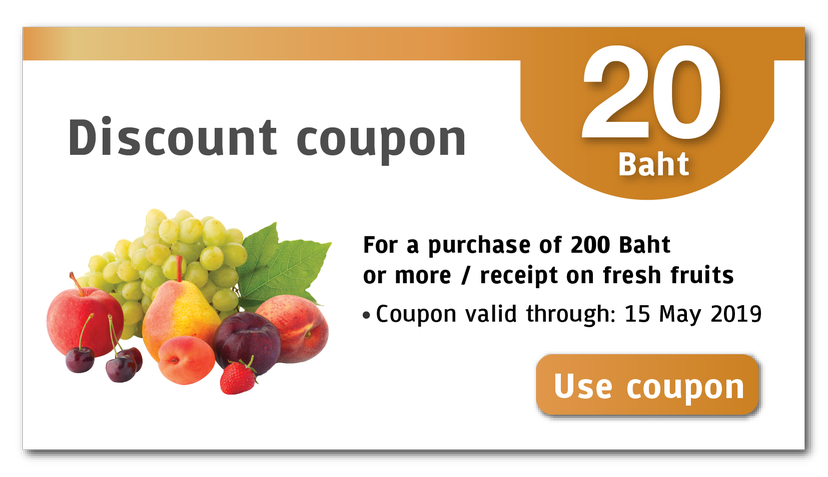 20
Baht
Discount coupon
For a purchase of 200 Baht
or more / receipt on fresh fruits
• Coupon valid through: 15 May 2019
Use coupon